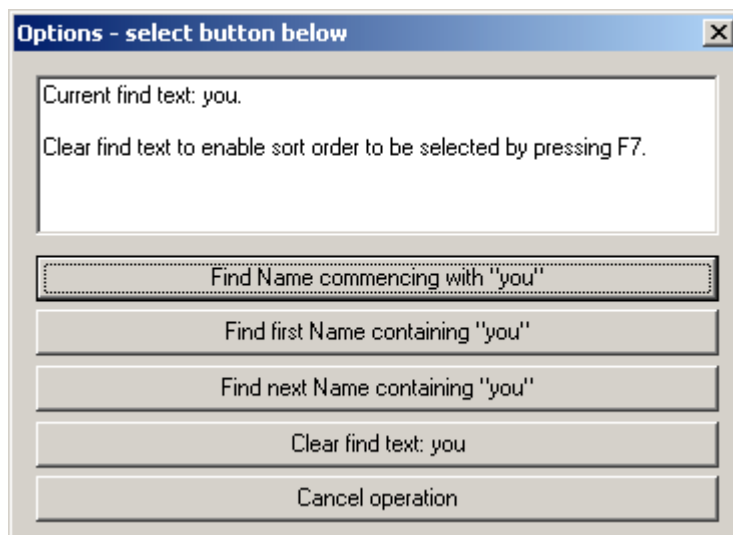 Options - select button below
Current find text: you.
Clear find text to enable sort order to be selected by pressing F7.
Find Name commencing with "you"
Find first Name containing "you"
Find next Name containing "you"
Clear find text: you
Cancel operation